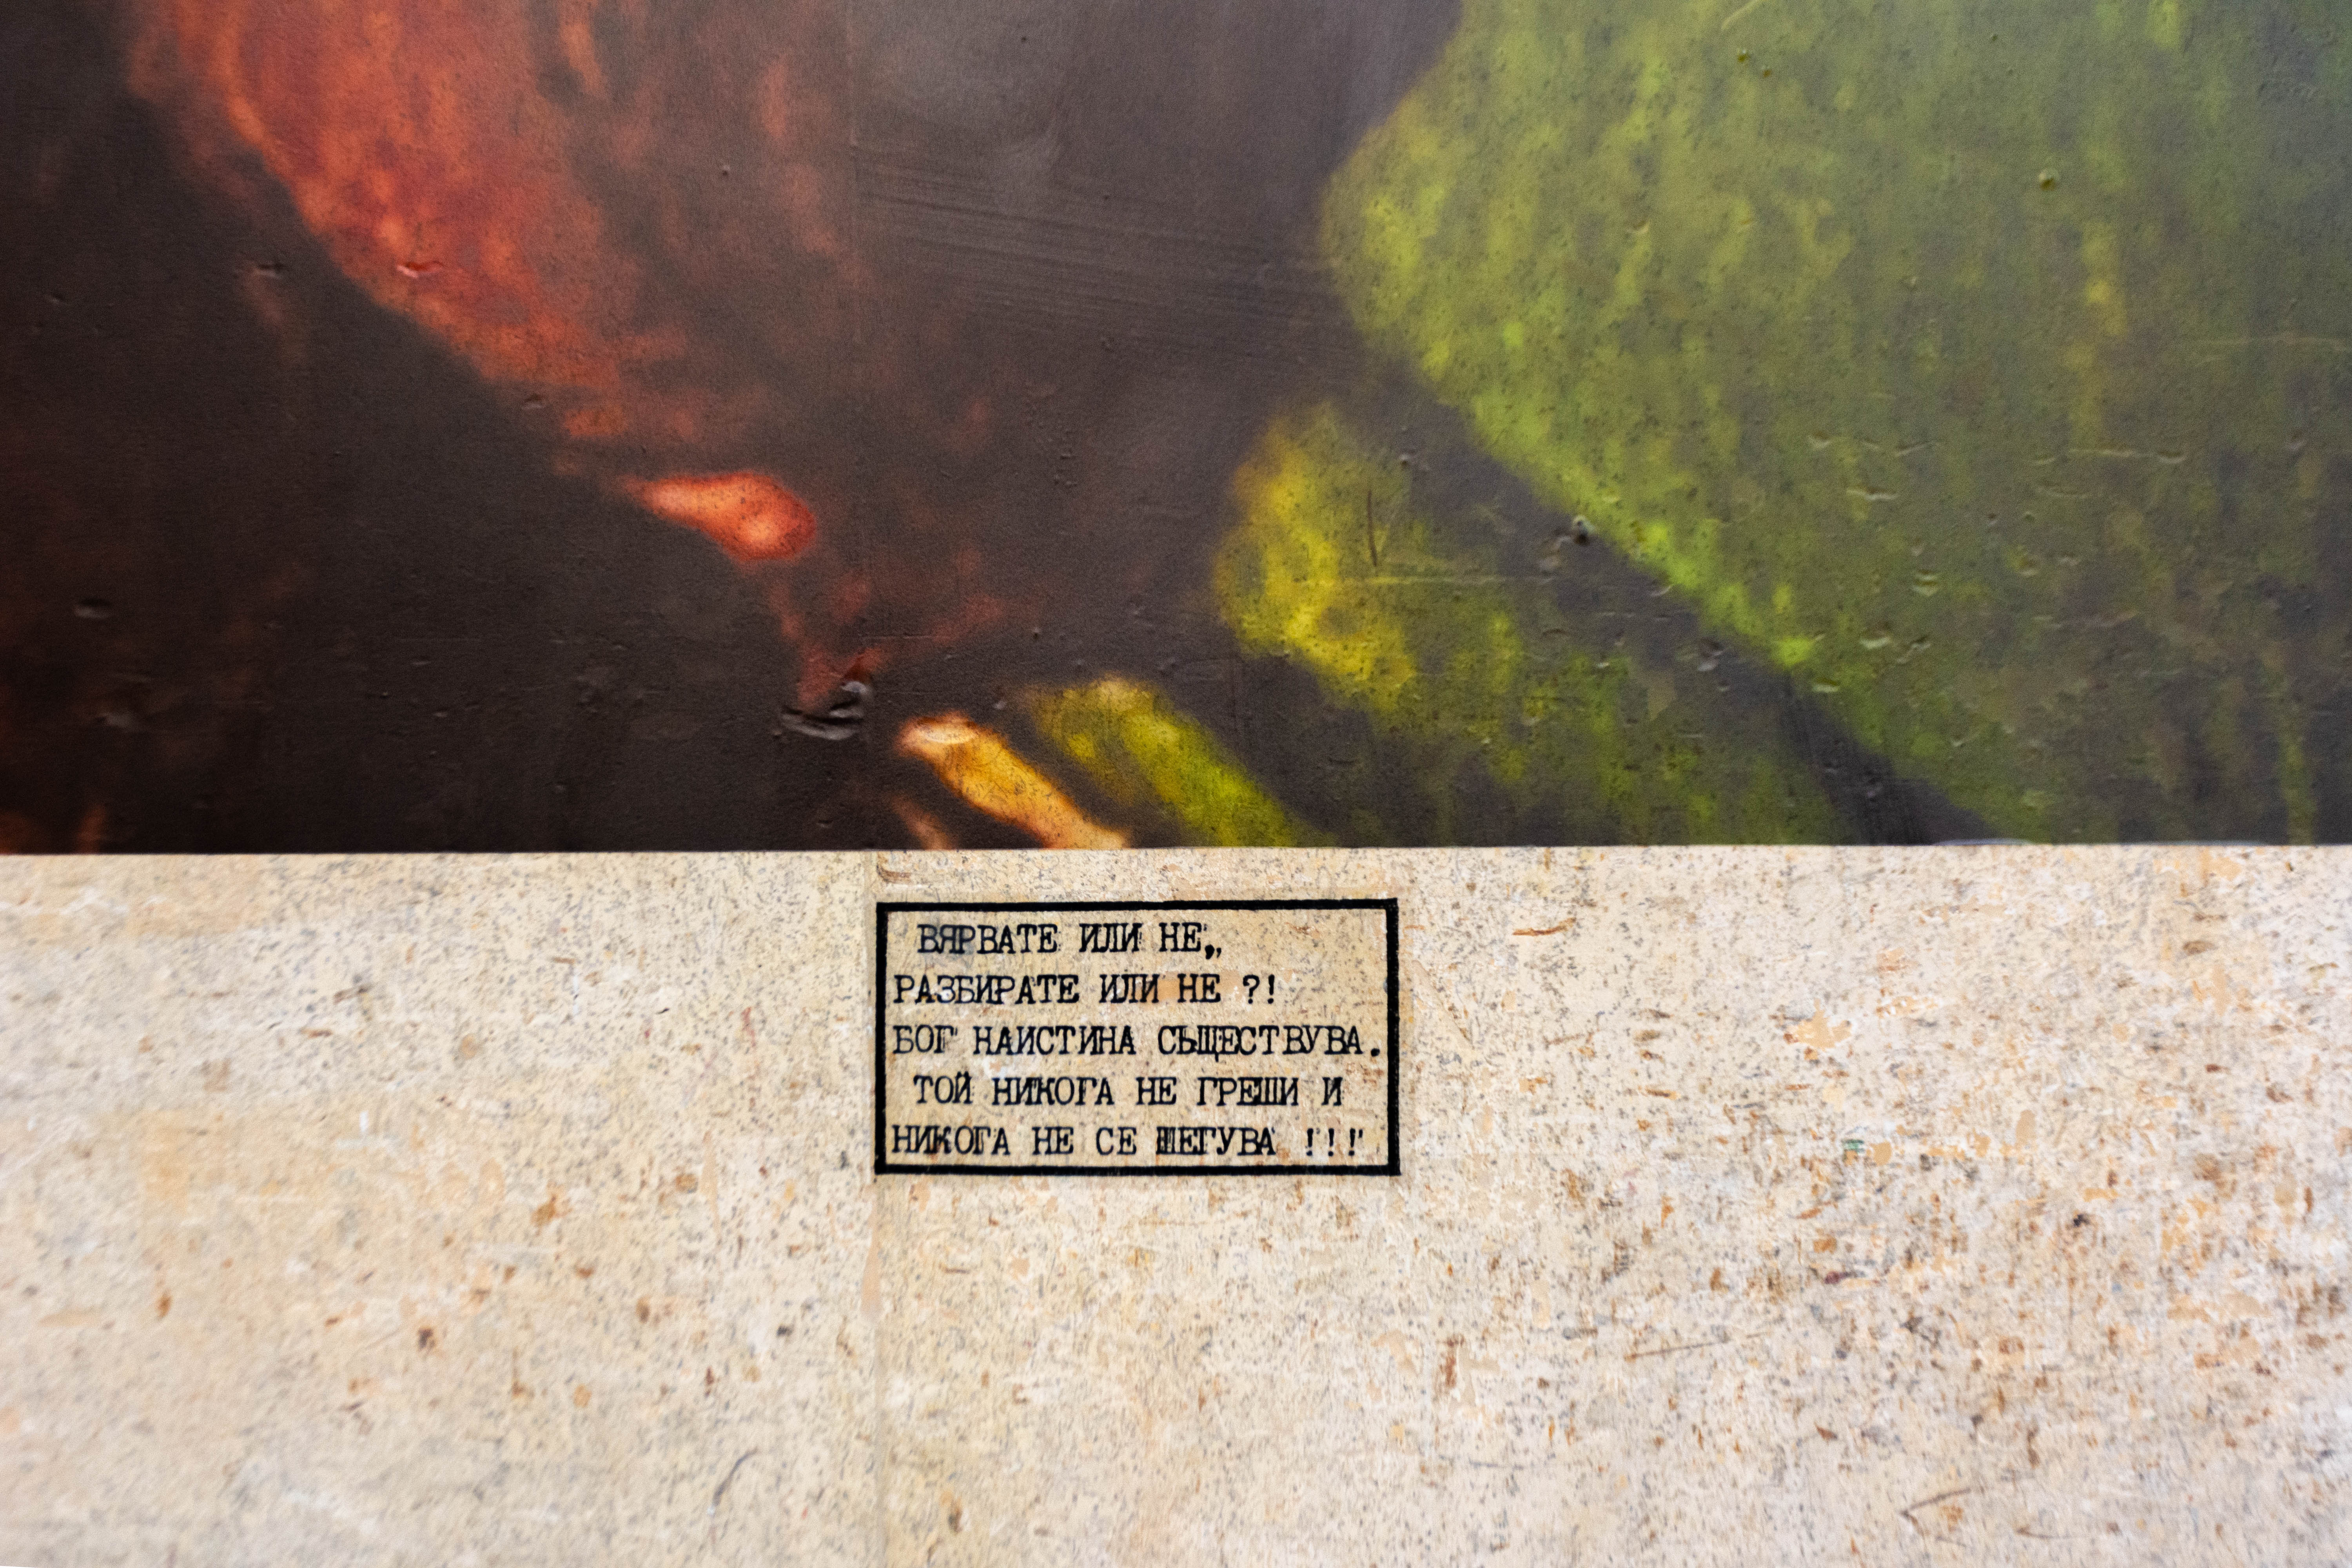 ВЯРВАТЕ ИЛИ НЕ,,
РАЗБИРАТЕ ИЛИ НЕ ?!
БОГ НАИСТИНА СЪЩЕСТВУВА.
ТОЙ НИКОГА НЕ ГРЕШИ И
НИКОГА НЕ СЕ ШЕГУВА !!!